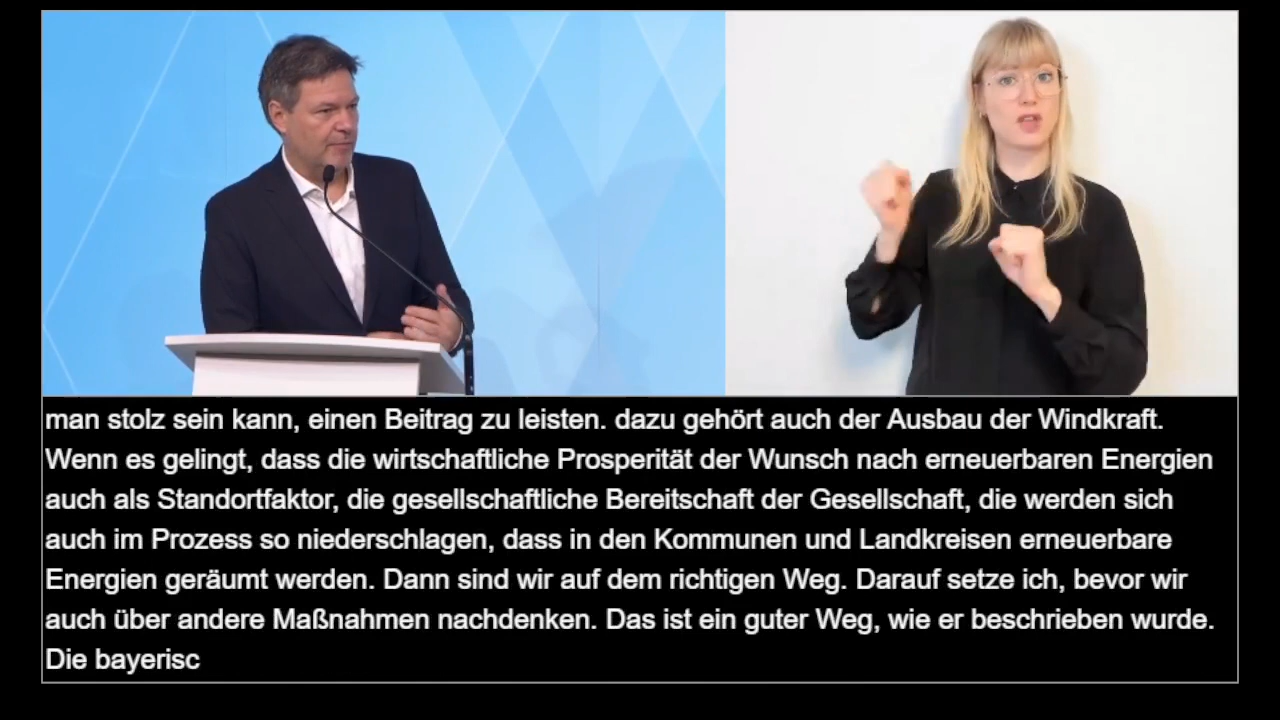 man stolz sein kann, einen Beitrag zu leisten. dazu gehört auch der Ausbau der Windkraft.
Wenn es gelingt, dass die wirtschaftliche Prosperität der Wunsch nach erneuerbaren Energien
auch als Standortfaktor, die gesellschaftliche Bereitschaft der Gesellschaft, die werden sich
auch im Prozess so niederschlagen, dass in den Kommunen und Landkreisen erneuerbare
Energien geräumt werden. Dann sind wir auf dem richtigen Weg. Darauf setze ich, bevor wir
auch über andere Maßnahmen nachdenken. Das ist ein guter Weg, wie er beschrieben wurde.
Die bayerisc